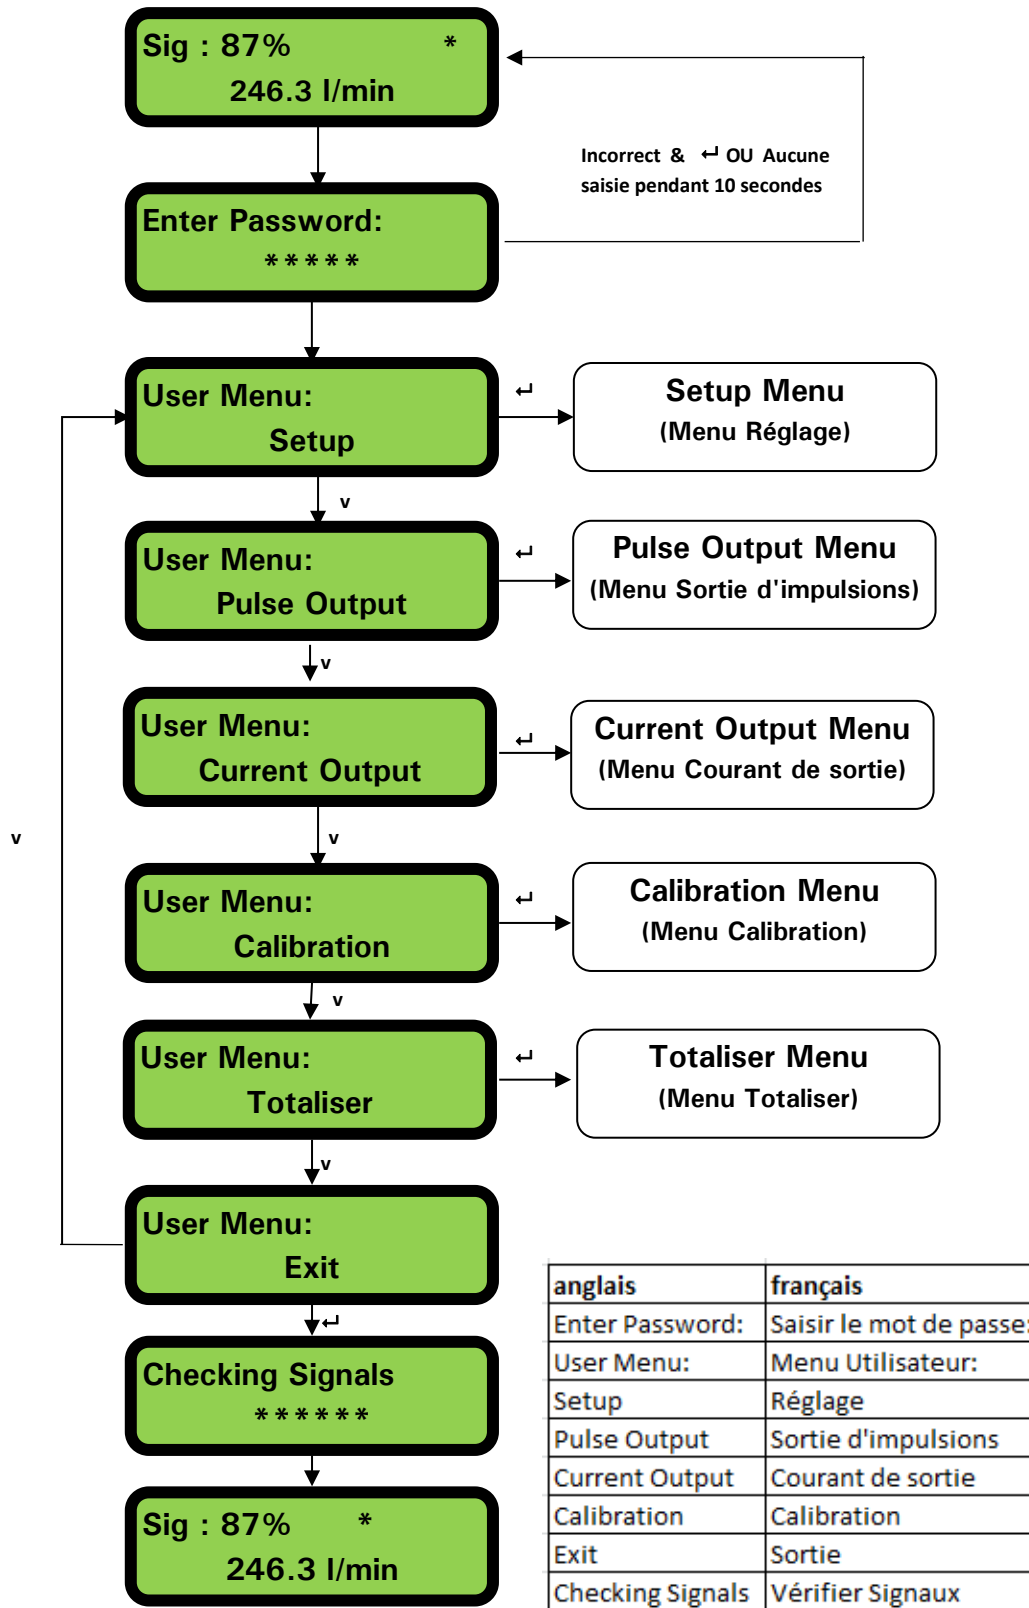 Sig : 87% *
246.3 l/min
Incorrect & ↵ OU Aucune
saisie pendant 10 secondes
Enter Password:
*****
User Menu:
Setup
↵
Setup Menu
(Menu Réglage)
v
User Menu:
Pulse Output
↵
Pulse Output Menu
(Menu Sortie d'impulsions)
v
User Menu:
Current Output
↵
Current Output Menu
(Menu Courant de sortie)
v
v
User Menu:
Calibration
↵
Calibration Menu
(Menu Calibration)
v
User Menu:
Totaliser
↵
Totaliser Menu
(Menu Totaliser)
v
User Menu:
Exit
↵
Checking Signals
******
Sig : 87% *
246.3 l/min
anglais français
Enter Password: Saisir le mot de passe:
User Menu: Menu Utilisateur:
Setup Réglage
Pulse Output Sortie d'impulsions
Current Output Courant de sortie
Calibration Calibration
Exit Sortie
Checking Signals Vérifier Signaux